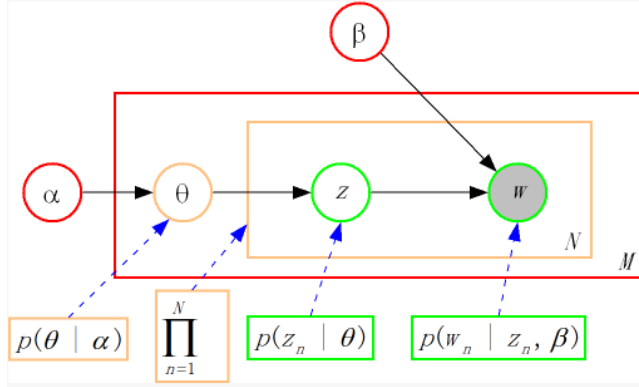 β
α θ z w
N
M
p(θ | α) ∏_{n=1}^{N} p(z_n | θ) p(w_n | z_n, β)